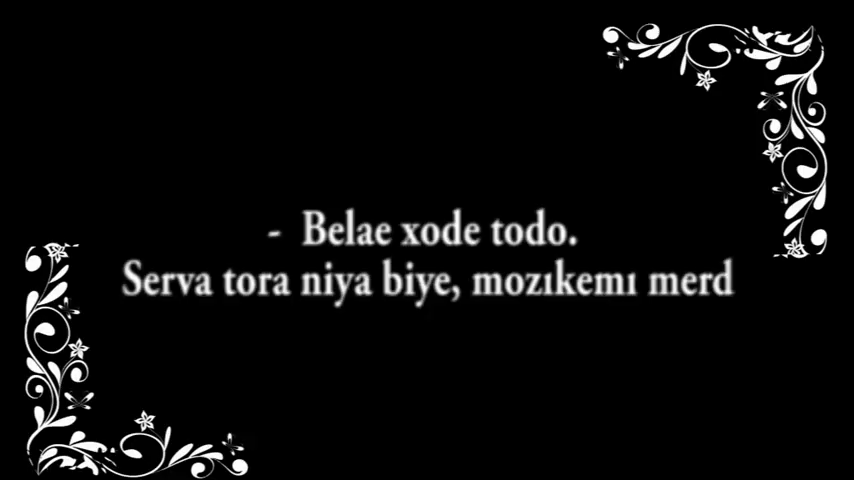 - Belae xode todo.
Serva tora niya biye, mozıkemı merd